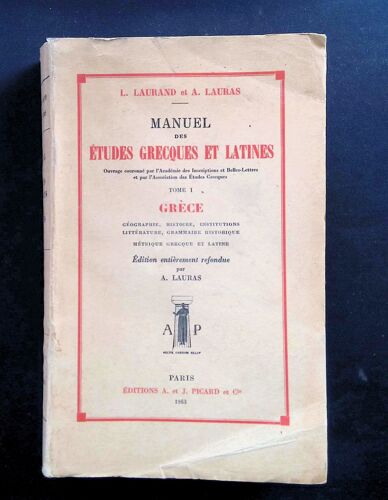 L. LAURAND et A. LAURAS
MANUEL
DES
ÉTUDES GRECQUES ET LATINES
Ouvrage couronné par l'Académie des Inscriptions et Belles-Lettres
et par l'Association des Études Grecques
TOME I
GRÈCE
GÉOGRAPHIE, HISTOIRE, INSTITUTIONS
LITTÉRATURE, GRAMMAIRE HISTORIQUE
MÉTRIQUE GRECQUE ET LATINE
Édition entièrement refondue
par
A. LAURAS
A P
PARIS
ÉDITIONS A. et J. PICARD et Cie
1963